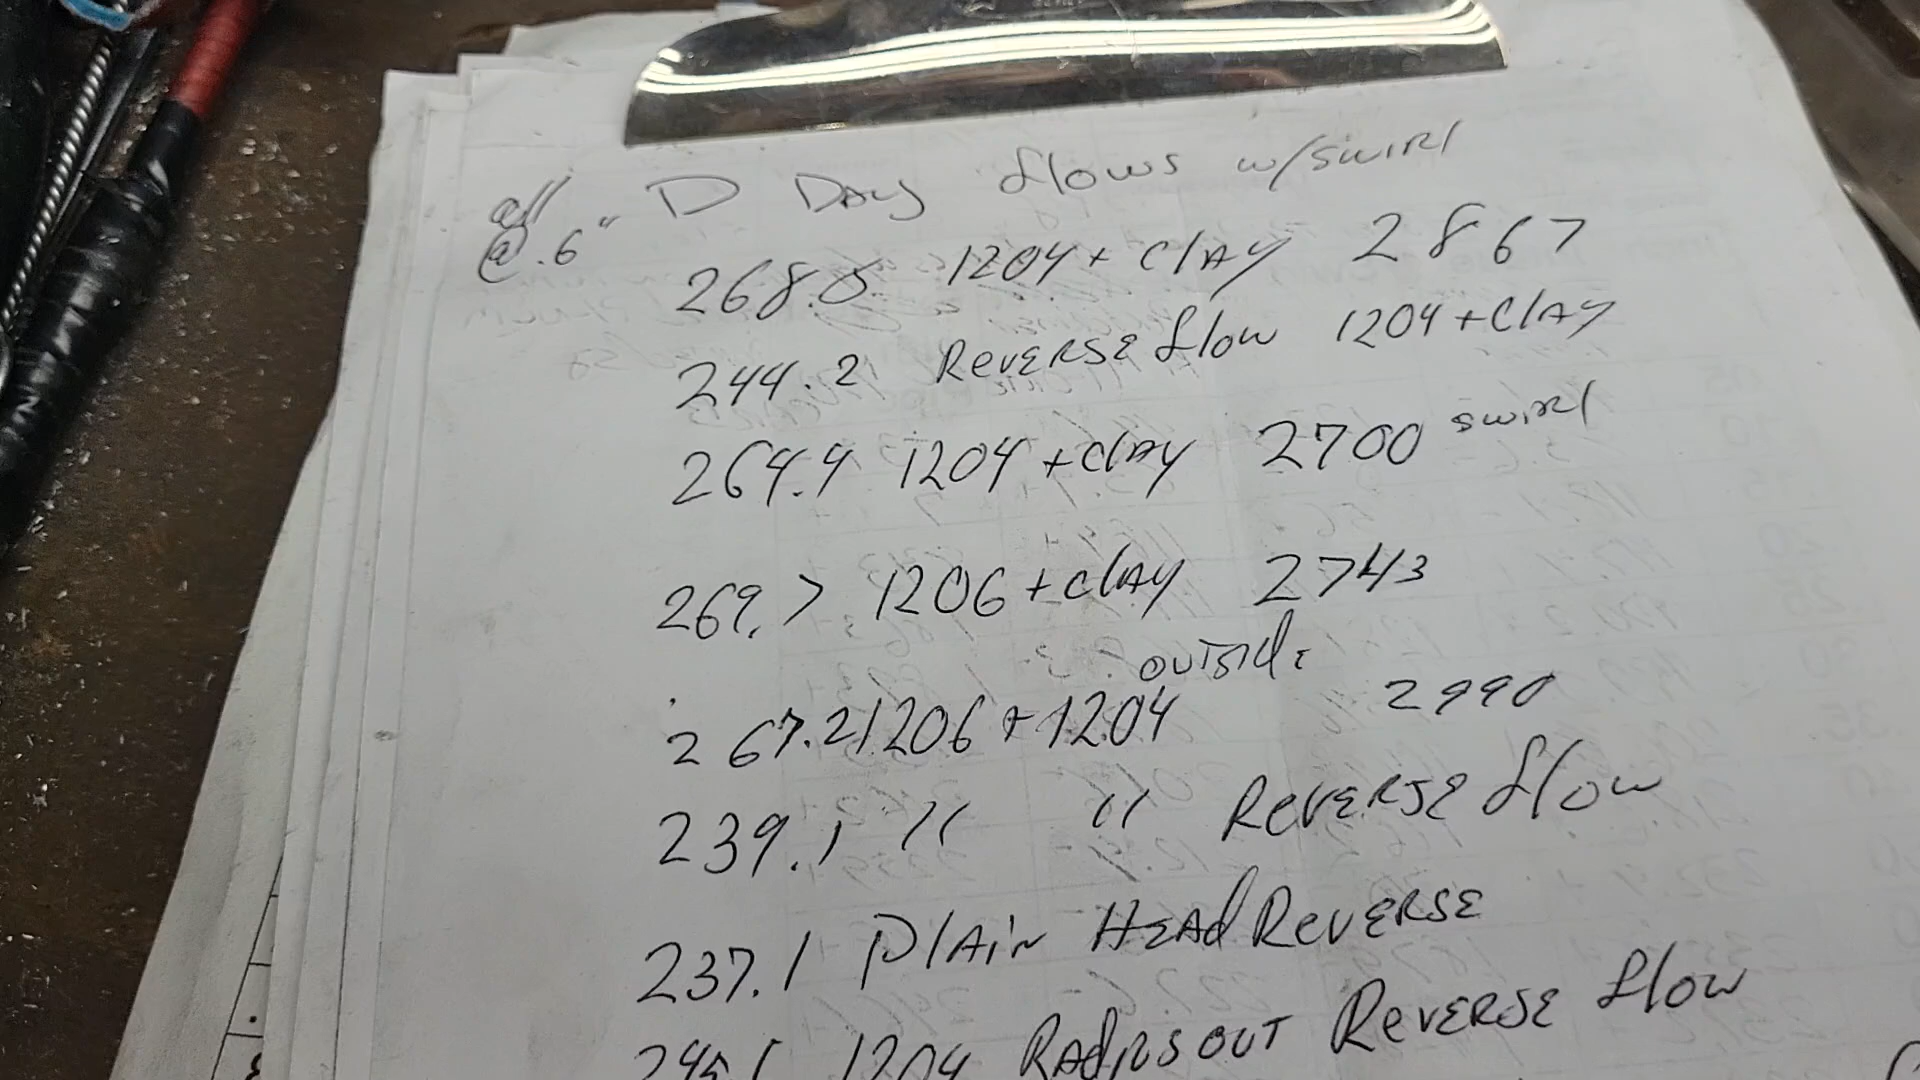 all D Day flows w/swirl
@ .6"
268.8 1204 + clay 2867
244.2 Reverse flow 1204 + clay
264.4 1204 + clay 2700 swirl
269.7 1206 + clay 2743
outside
267.2 1206 + 1204 2990
239.1 " " Reverse flow
237.1 Plain Head Reverse
1204 Radius out Reverse flow